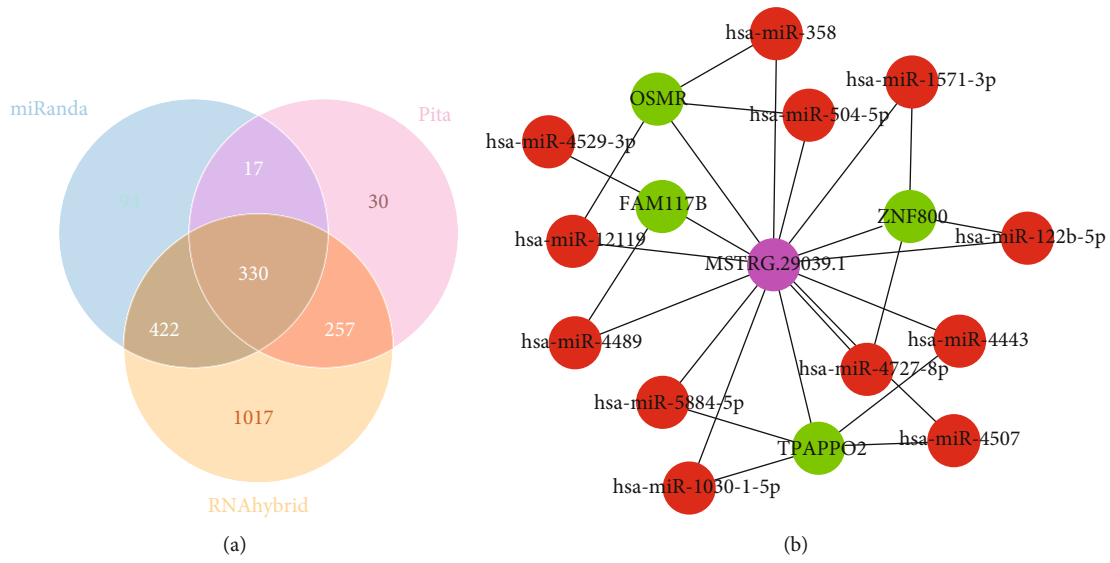 miRanda
Pita
17
30
330
422
257
1017
RNAhybrid
(a)
hsa-miR-358
hsa-miR-1571-3p
OSMR
hsa-miR-504-5p
hsa-miR-4529-3p
FAM117B
ZNF800
hsa-miR-12119
hsa-miR-122b-5p
MSTRG.29039.1
hsa-miR-4489
hsa-miR-4443
hsa-miR-4727-8p
hsa-miR-5884-5p
hsa-miR-4507
TPAPPO2
hsa-miR-1030-1-5p
(b)